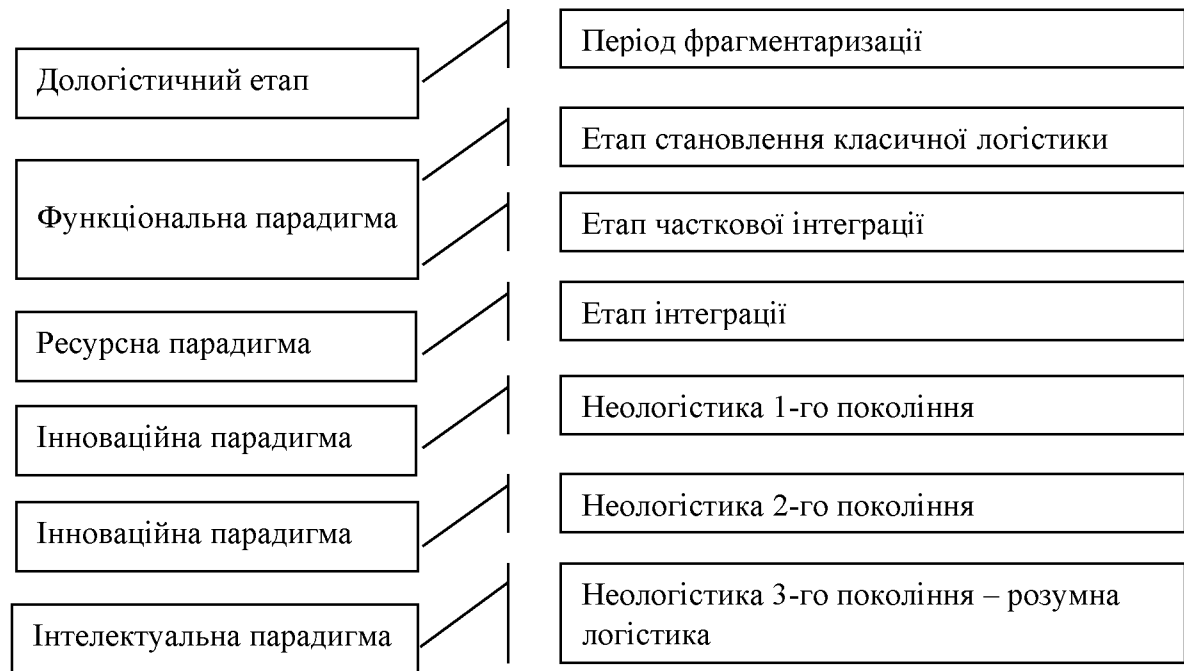 Період фрагментаризації
Дологістичний етап
Етап становлення класичної логістики
Функціональна парадигма
Етап часткової інтеграції
Етап інтеграції
Ресурсна парадигма
Неологістика 1-го покоління
Інноваційна парадигма
Неологістика 2-го покоління
Інноваційна парадигма
Неологістика 3-го покоління – розумна
логістика
Інтелектуальна парадигма